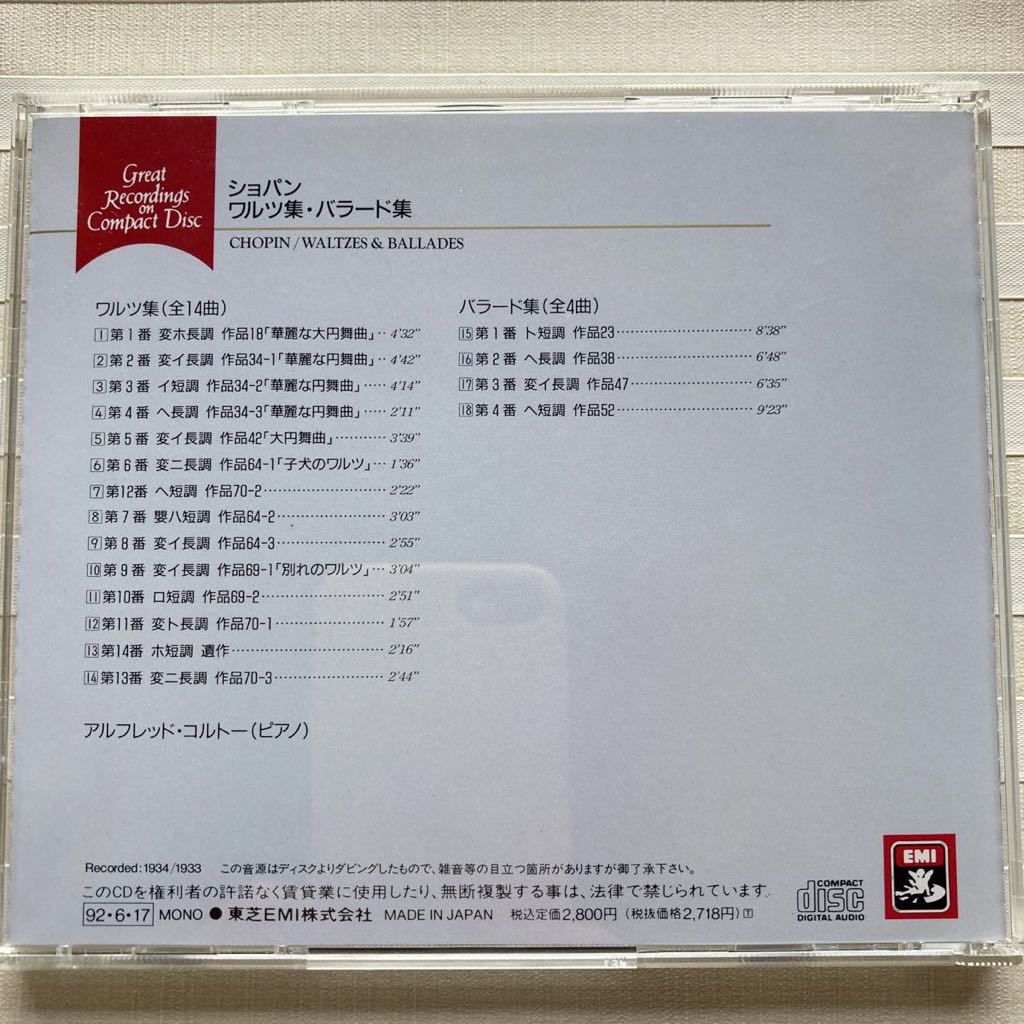 Great
Recordings
on
Compact Disc
ショパン
ワルツ集・バラード集
CHOPIN/WALTZES & BALLADES
ワルツ集(全14曲)
1 第1番 変ホ長調 作品18「華麗な大円舞曲」‥4'32"
2 第2番 変イ長調 作品34-1「華麗な円舞曲」‥4'42"
3 第3番 イ短調 作品34-2「華麗な円舞曲」‥‥4'14"
4 第4番 ヘ長調 作品34-3「華麗な円舞曲」‥‥2'11"
5 第5番 変イ長調 作品42「大円舞曲」‥‥‥‥3'39"
6 第6番 変ニ長調 作品64-1「子犬のワルツ」‥1'36"
7 第12番 ヘ短調 作品70-2‥‥‥‥‥‥2'22"
8 第7番 嬰ハ短調 作品64-2‥‥‥‥‥3'03"
9 第8番 変イ長調 作品64-3‥‥‥‥‥2'55"
10 第9番 変イ長調 作品69-1「別れのワルツ」‥3'04"
11 第10番 ロ短調 作品69-2‥‥‥‥‥‥2'51"
12 第11番 変ト長調 作品70-1‥‥‥‥‥1'57"
13 第14番 ホ短調 遺作‥‥‥‥‥‥‥2'16"
14 第13番 変ニ長調 作品70-3‥‥‥‥‥2'44"
バラード集(全4曲)
15 第1番 ト短調 作品23‥‥‥‥‥‥‥8'38"
16 第2番 ヘ長調 作品38‥‥‥‥‥‥‥6'48"
17 第3番 変イ長調 作品47‥‥‥‥‥‥6'35"
18 第4番 ヘ短調 作品52‥‥‥‥‥‥‥9'23"
アルフレッド・コルトー(ピアノ)
Recorded:1934/1933 この音源はディスクよりダビングしたもので、雑音等の目立つ箇所がありますが御了承下さい。
このCDを権利者の許諾なく賃貸業に使用したり、無断複製する事は、法律で禁じられています。
92・6・17 MONO ● 東芝EMI株式会社 MADE IN JAPAN 税込定価2,800円(税抜価格2,718円)T
COMPACT
disc
DIGITAL AUDIO
EMI